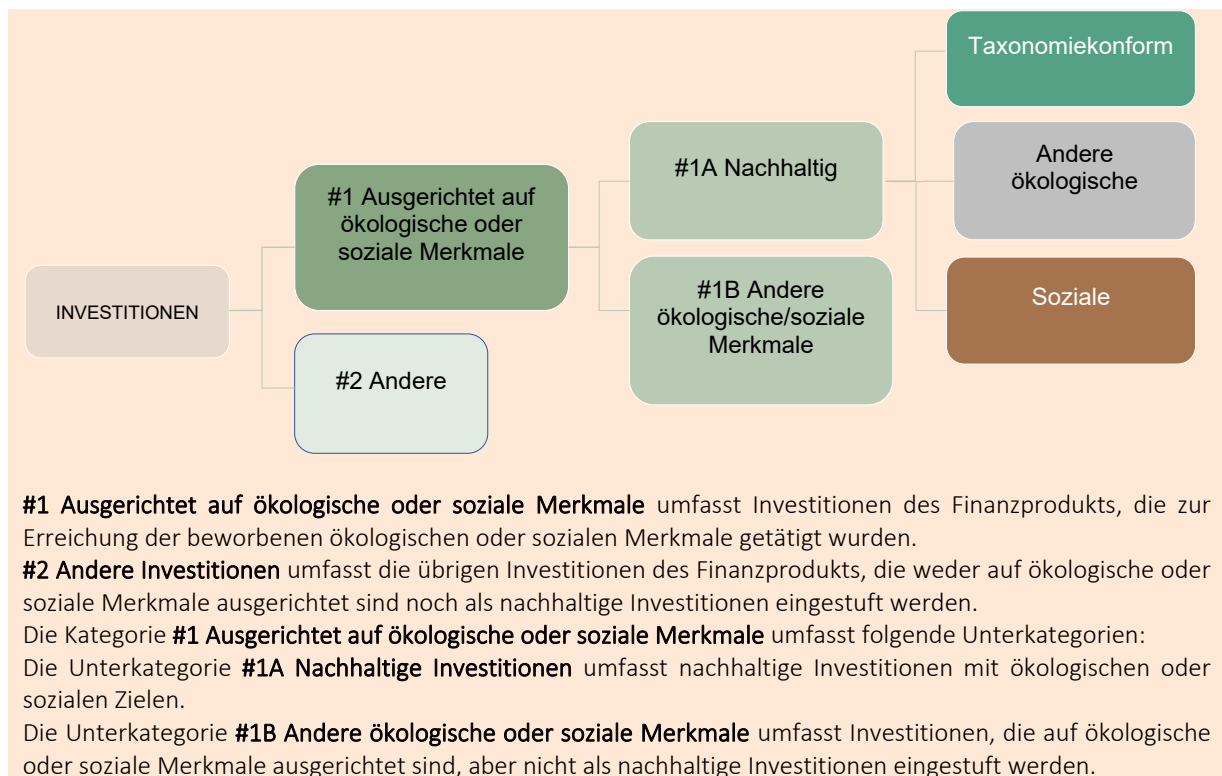 Taxonomiekonform
#1A Nachhaltig
Andere
ökologische
#1 Ausgerichtet auf
ökologische oder
soziale Merkmale
INVESTITIONEN
#1B Andere
ökologische/soziale
Merkmale
Soziale
#2 Andere
#1 Ausgerichtet auf ökologische oder soziale Merkmale umfasst Investitionen des Finanzprodukts, die zur
Erreichung der beworbenen ökologischen oder sozialen Merkmale getätigt wurden.
#2 Andere Investitionen umfasst die übrigen Investitionen des Finanzprodukts, die weder auf ökologische oder
soziale Merkmale ausgerichtet sind noch als nachhaltige Investitionen eingestuft werden.
Die Kategorie #1 Ausgerichtet auf ökologische oder soziale Merkmale umfasst folgende Unterkategorien:
Die Unterkategorie #1A Nachhaltige Investitionen umfasst nachhaltige Investitionen mit ökologischen oder
sozialen Zielen.
Die Unterkategorie #1B Andere ökologische oder soziale Merkmale umfasst Investitionen, die auf ökologische
oder soziale Merkmale ausgerichtet sind, aber nicht als nachhaltige Investitionen eingestuft werden.